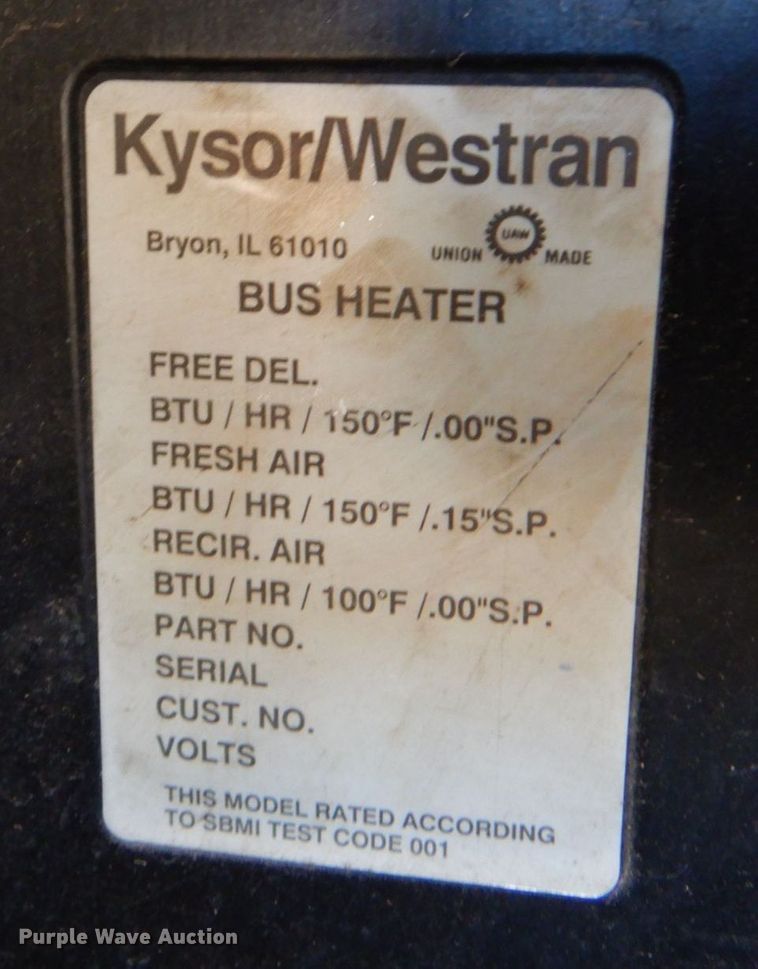 Kysor/Westran
Bryon, IL 61010
UNION UAW MADE
BUS HEATER
FREE DEL.
BTU / HR / 150°F /.00"S.P.
FRESH AIR
BTU / HR / 150°F /.15"S.P.
RECIR. AIR
BTU / HR / 100°F /.00"S.P.
PART NO.
SERIAL
CUST. NO.
VOLTS
THIS MODEL RATED ACCORDING
TO SBMI TEST CODE 001
Purple Wave Auction